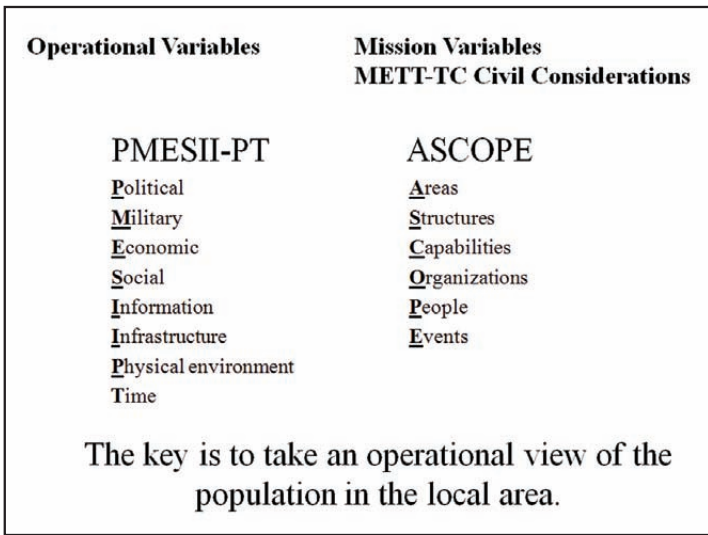 Operational Variables
Mission Variables
METT-TC Civil Considerations
PMESII-PT
Political
Military
Economic
Social
Information
Infrastructure
Physical environment
Time
ASCOPE
Areas
Structures
Capabilities
Organizations
People
Events
The key is to take an operational view of the
population in the local area.